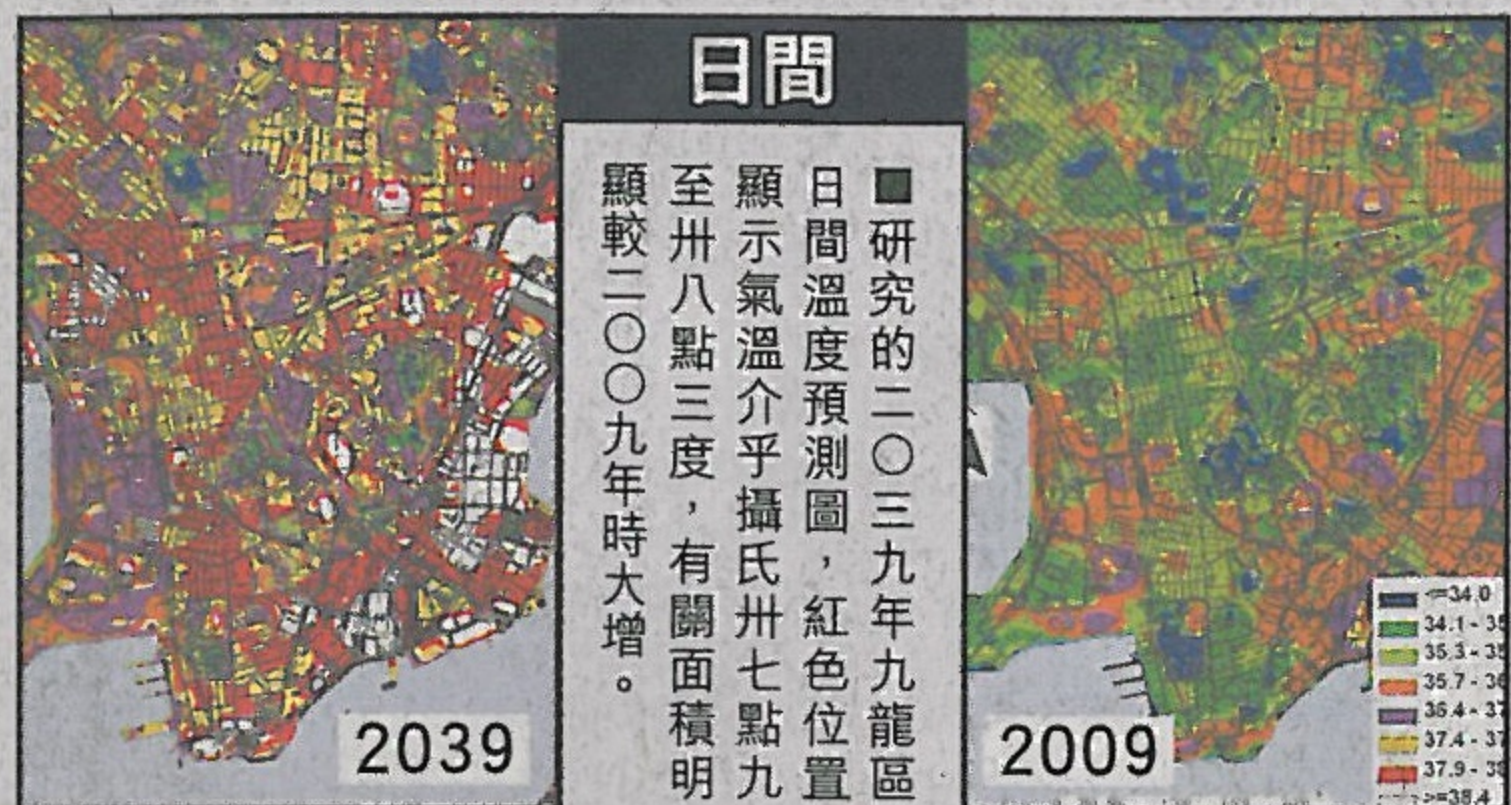 日間
■研究的二〇三九年九龍區
日間溫度預測圖，紅色位置
顯示氣溫介乎攝氏卅七點九
至卅八點三度，有關面積明
顯較二〇〇九年時大增。
2039
2009
<=34.0
34.1 - 35
35.3 - 35
35.7 - 36
36.4 - 37
37.4 - 37
37.9 - 38
>=38.4